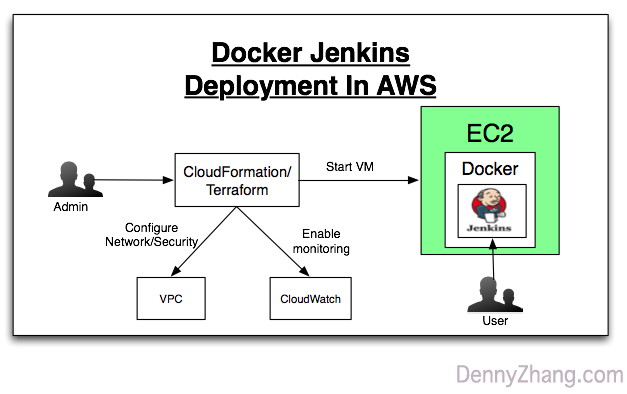 Docker Jenkins
Deployment In AWS
EC2
Docker
Jenkins
CloudFormation/
Terraform
Start VM
Admin
Configure
Network/Security
Enable
monitoring
VPC
CloudWatch
User
DennyZhang.com